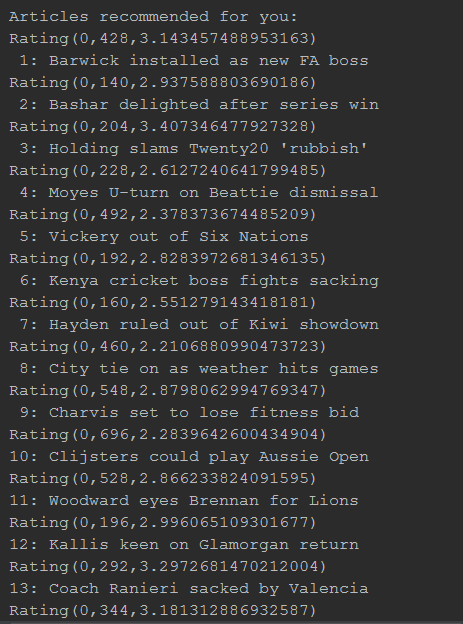 Articles recommended for you:
Rating(0,428,3.143457488953163)
1: Barwick installed as new FA boss
Rating(0,140,2.937588803690186)
2: Bashar delighted after series win
Rating(0,204,3.407346477927328)
3: Holding slams Twenty20 'rubbish'
Rating(0,228,2.6127240641799485)
4: Moyes U-turn on Beattie dismissal
Rating(0,492,2.378373674485209)
5: Vickery out of Six Nations
Rating(0,192,2.8283972681346135)
6: Kenya cricket boss fights sacking
Rating(0,160,2.551279143418181)
7: Hayden ruled out of Kiwi showdown
Rating(0,460,2.2106880990473723)
8: City tie on as weather hits games
Rating(0,548,2.8798062994769347)
9: Charvis set to lose fitness bid
Rating(0,696,2.2839642600434904)
10: Clijsters could play Aussie Open
Rating(0,528,2.866233824091595)
11: Woodward eyes Brennan for Lions
Rating(0,196,2.996065109301677)
12: Kallis keen on Glamorgan return
Rating(0,292,3.2972681470212004)
13: Coach Ranieri sacked by Valencia
Rating(0,344,3.181312886932587)